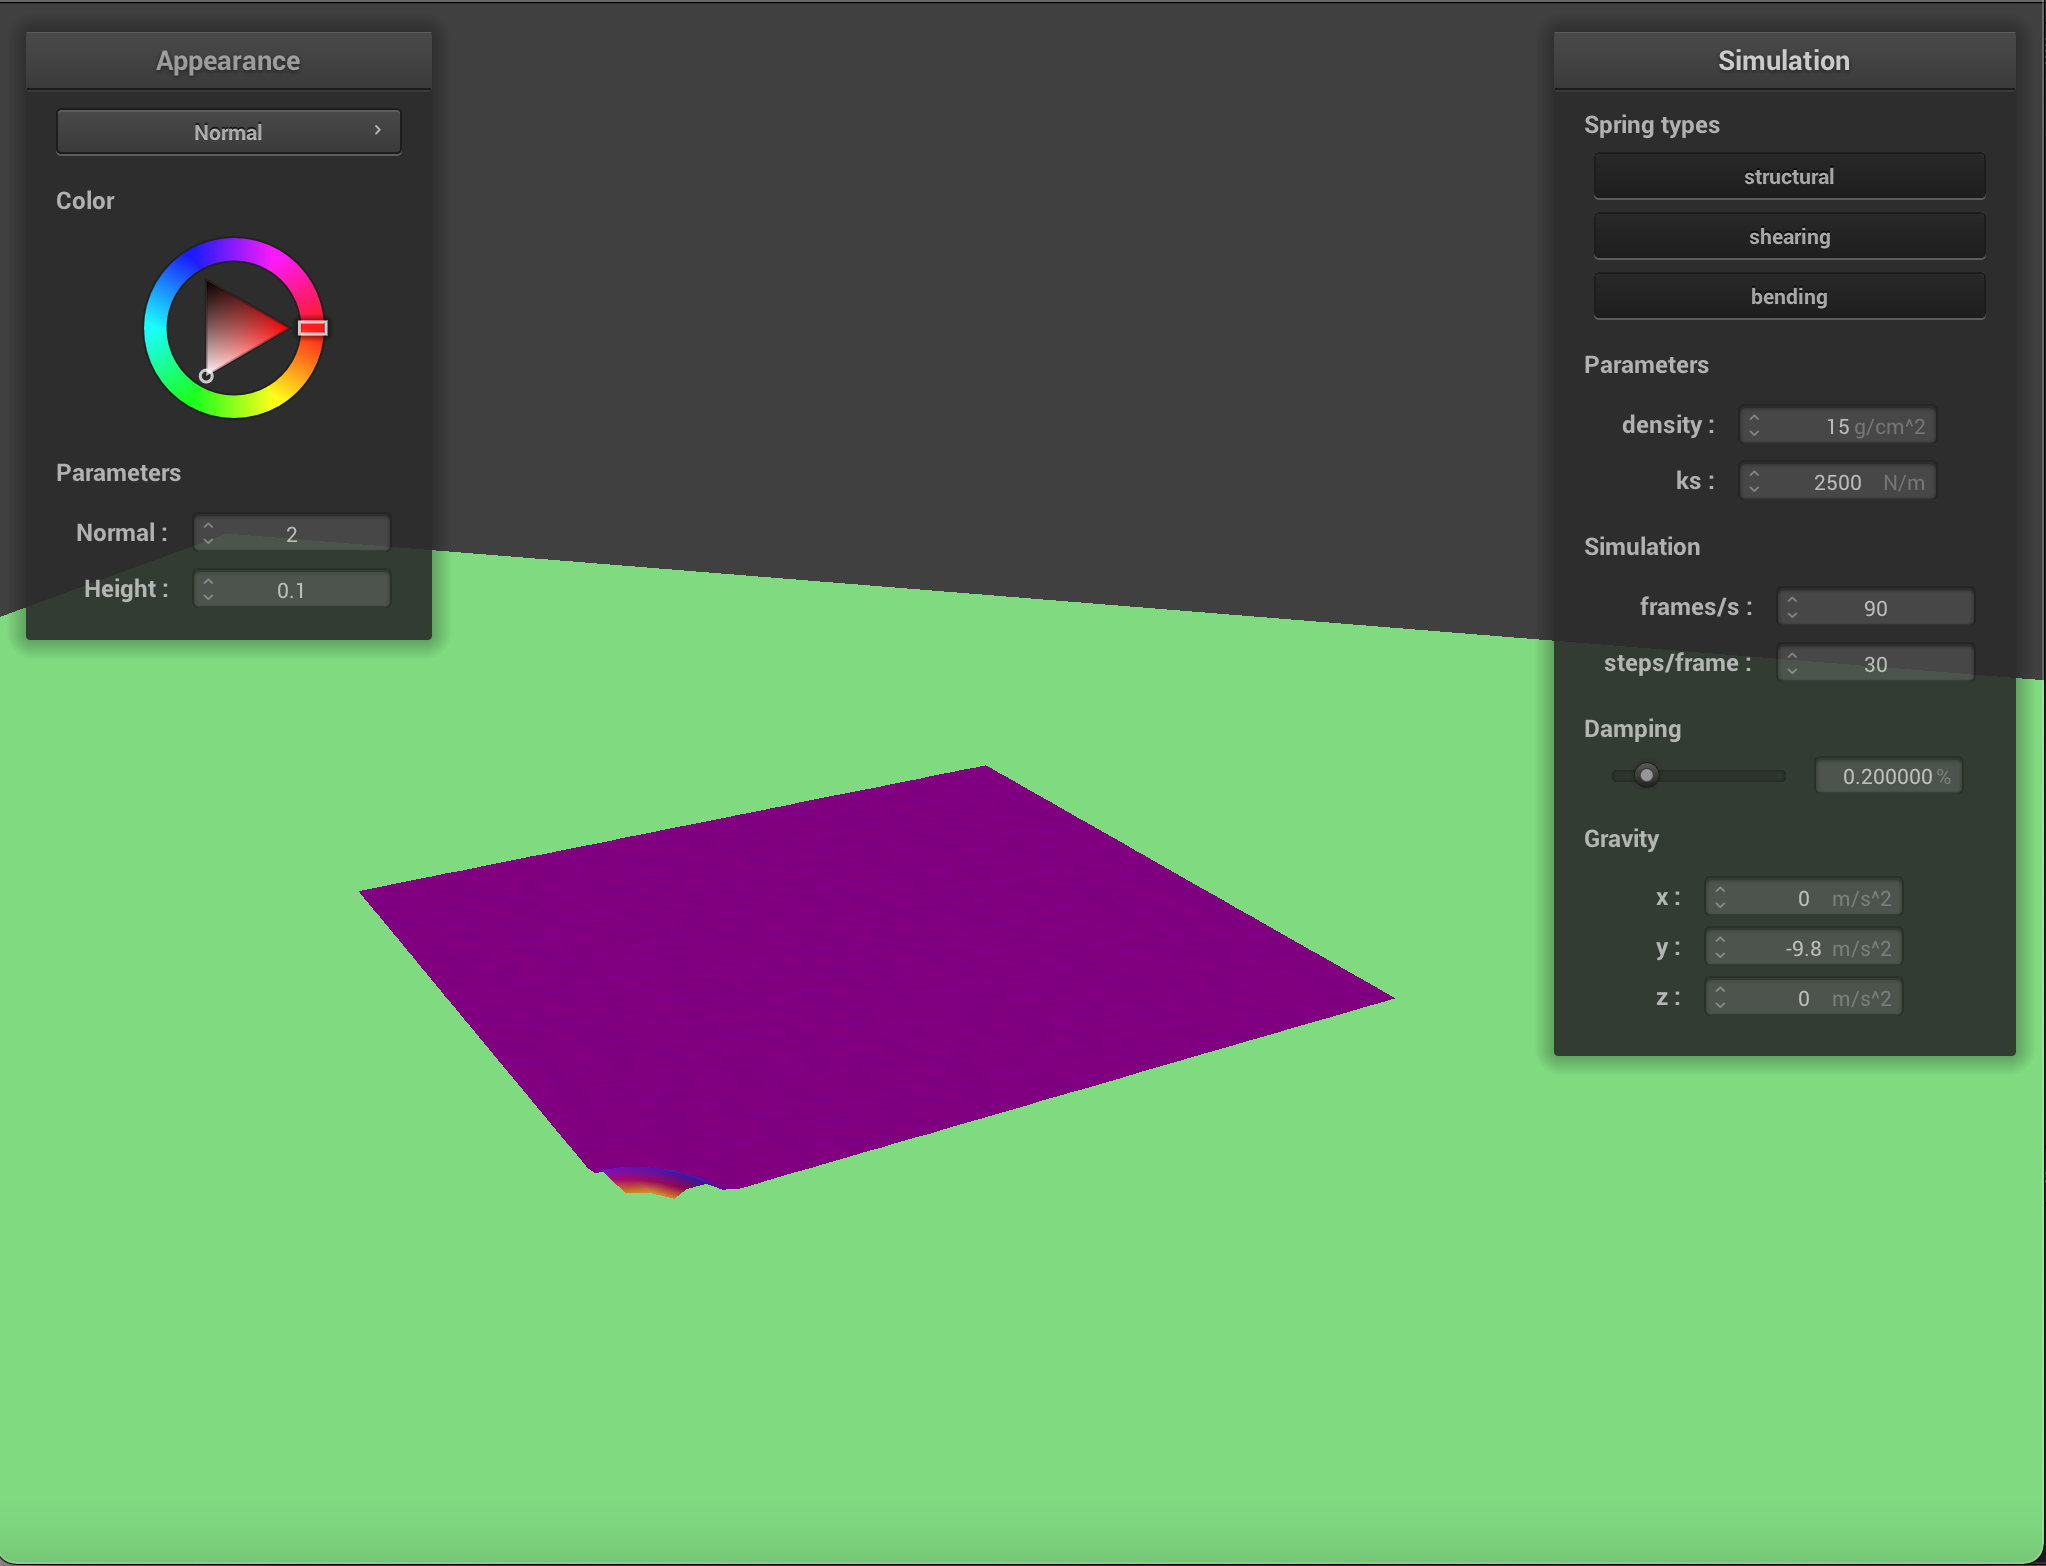 Appearance
Normal
Color
Parameters
Normal : 2
Height : 0.1
Simulation
Spring types
structural
shearing
bending
Parameters
density : 15 g/cm^2
ks : 2500 N/m
Simulation
frames/s : 90
steps/frame : 30
Damping
0.200000 %
Gravity
x : 0 m/s^2
y : -9.8 m/s^2
z : 0 m/s^2